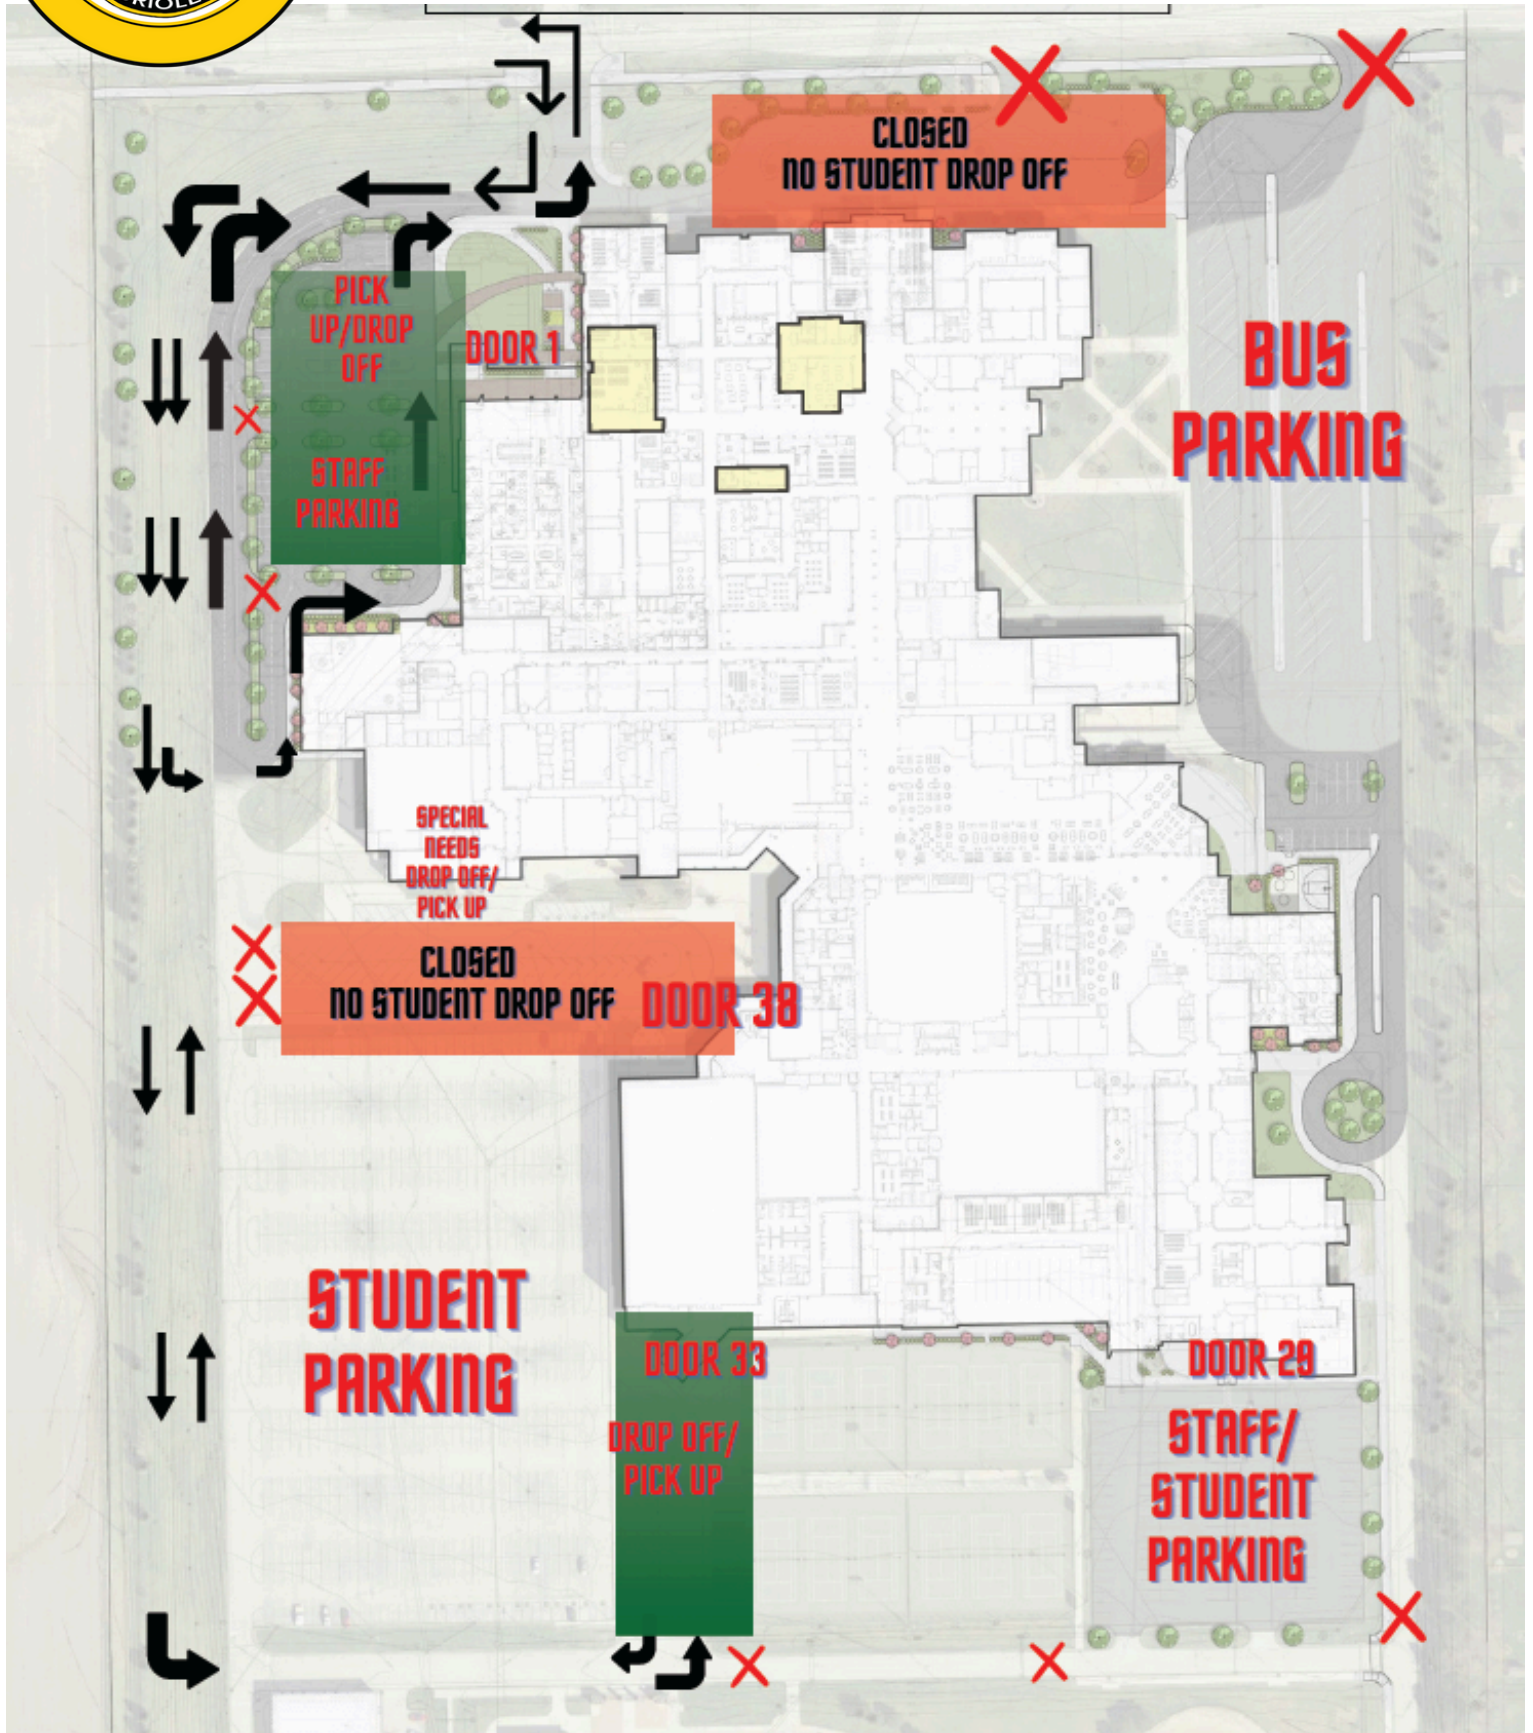 CLOSED
NO STUDENT DROP OFF
PICK
UP/DROP
OFF
DOOR 1
STAFF
PARKING
BUS
PARKING
SPECIAL
NEEDS
DROP OFF/
PICK UP
CLOSED
NO STUDENT DROP OFF
DOOR 38
STUDENT
PARKING
DOOR 33
DROP OFF/
PICK UP
DOOR 29
STAFF/
STUDENT
PARKING